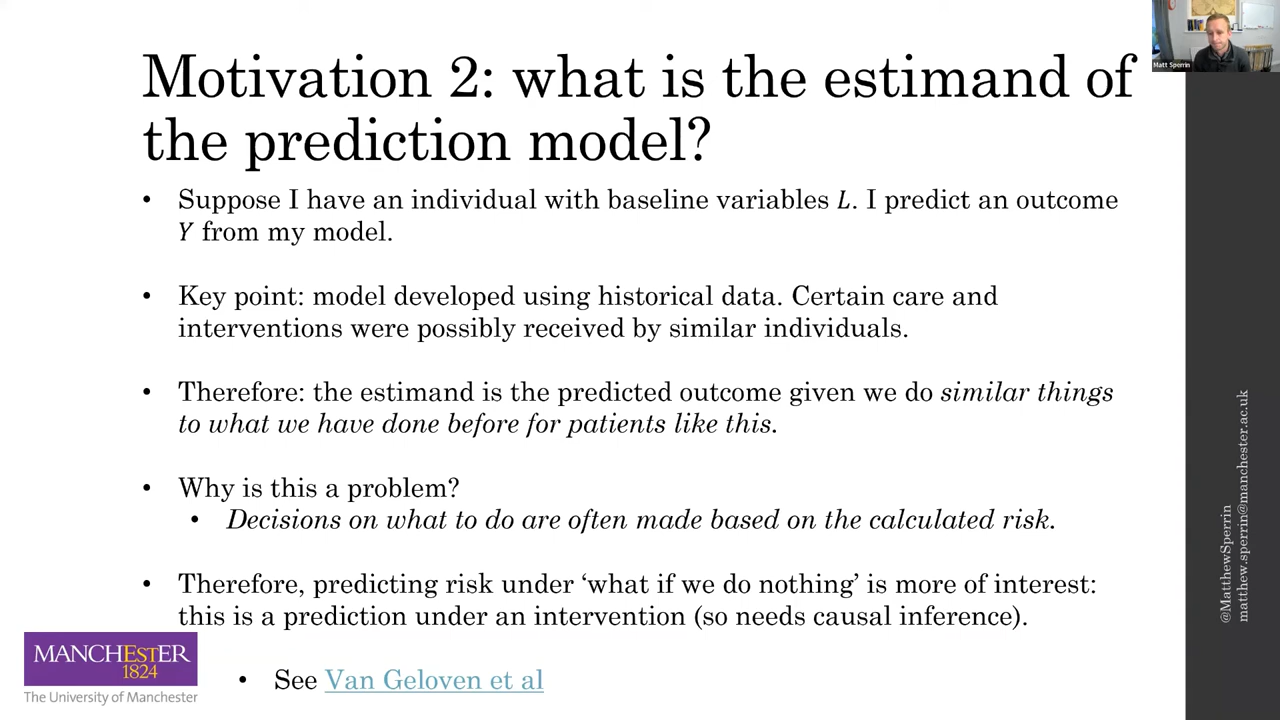 Motivation 2: what is the estimand of
the prediction model?
• Suppose I have an individual with baseline variables L. I predict an outcome
Y from my model.
• Key point: model developed using historical data. Certain care and
interventions were possibly received by similar individuals.
• Therefore: the estimand is the predicted outcome given we do similar things
to what we have done before for patients like this.
• Why is this a problem?
• Decisions on what to do are often made based on the calculated risk.
• Therefore, predicting risk under ‘what if we do nothing’ is more of interest:
this is a prediction under an intervention (so needs causal inference).
• See Van Geloven et al
MANCHESTER
1824
The University of Manchester
@MatthewSperrin
matthew.sperrin@manchester.ac.uk
Matt Sperrin